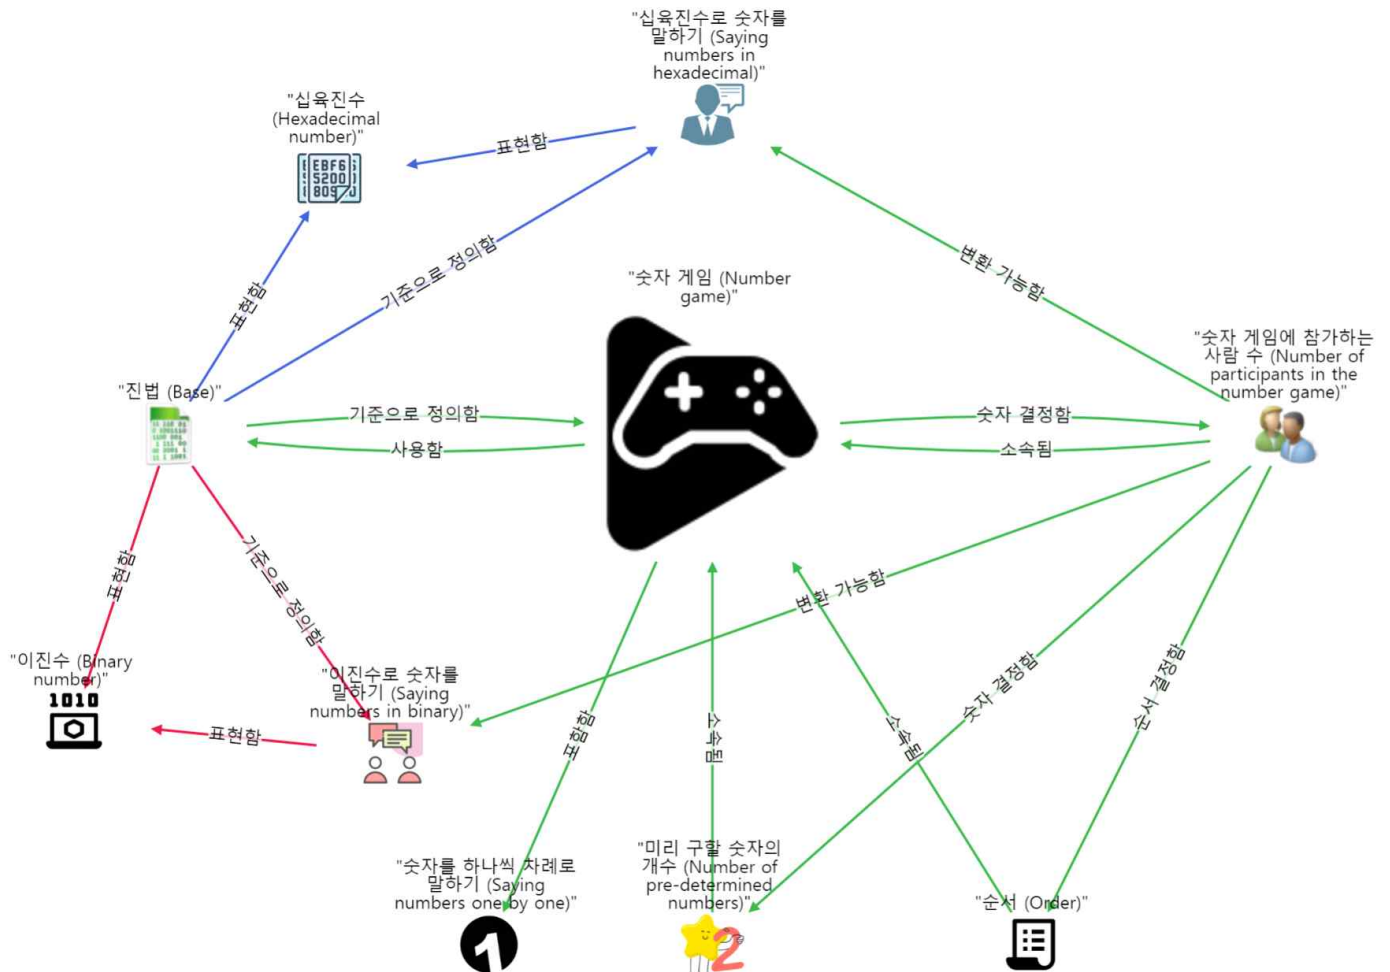 "십육진수로 숫자를
말하기 (Saying
numbers in
hexadecimal)"
"십육진수
(Hexadecimal
number)"
EBF6
5200
표현함
표현함
기준으로 정의함
변환 가능함
"숫자 게임 (Number
game)"
"숫자 게임에 참가하는
사람 수 (Number of
participants in the
number game)"
"진법 (Base)"
기준으로 정의함
사용함
숫자 결정함
소속됨
표현함
기준으로 정의함
변환 가능함
"이진수 (Binary
number)"
1010
"이진수로 숫자를
말하기 (Saying
numbers in binary)"
표현함
포함함
소속됨
소속됨
숫자 결정함
순서 결정함
"숫자를 하나씩 차례로
말하기 (Saying
numbers one by one)"
1
"미리 구할 숫자의
개수 (Number of
pre-determined
numbers)"
2
"순서 (Order)"